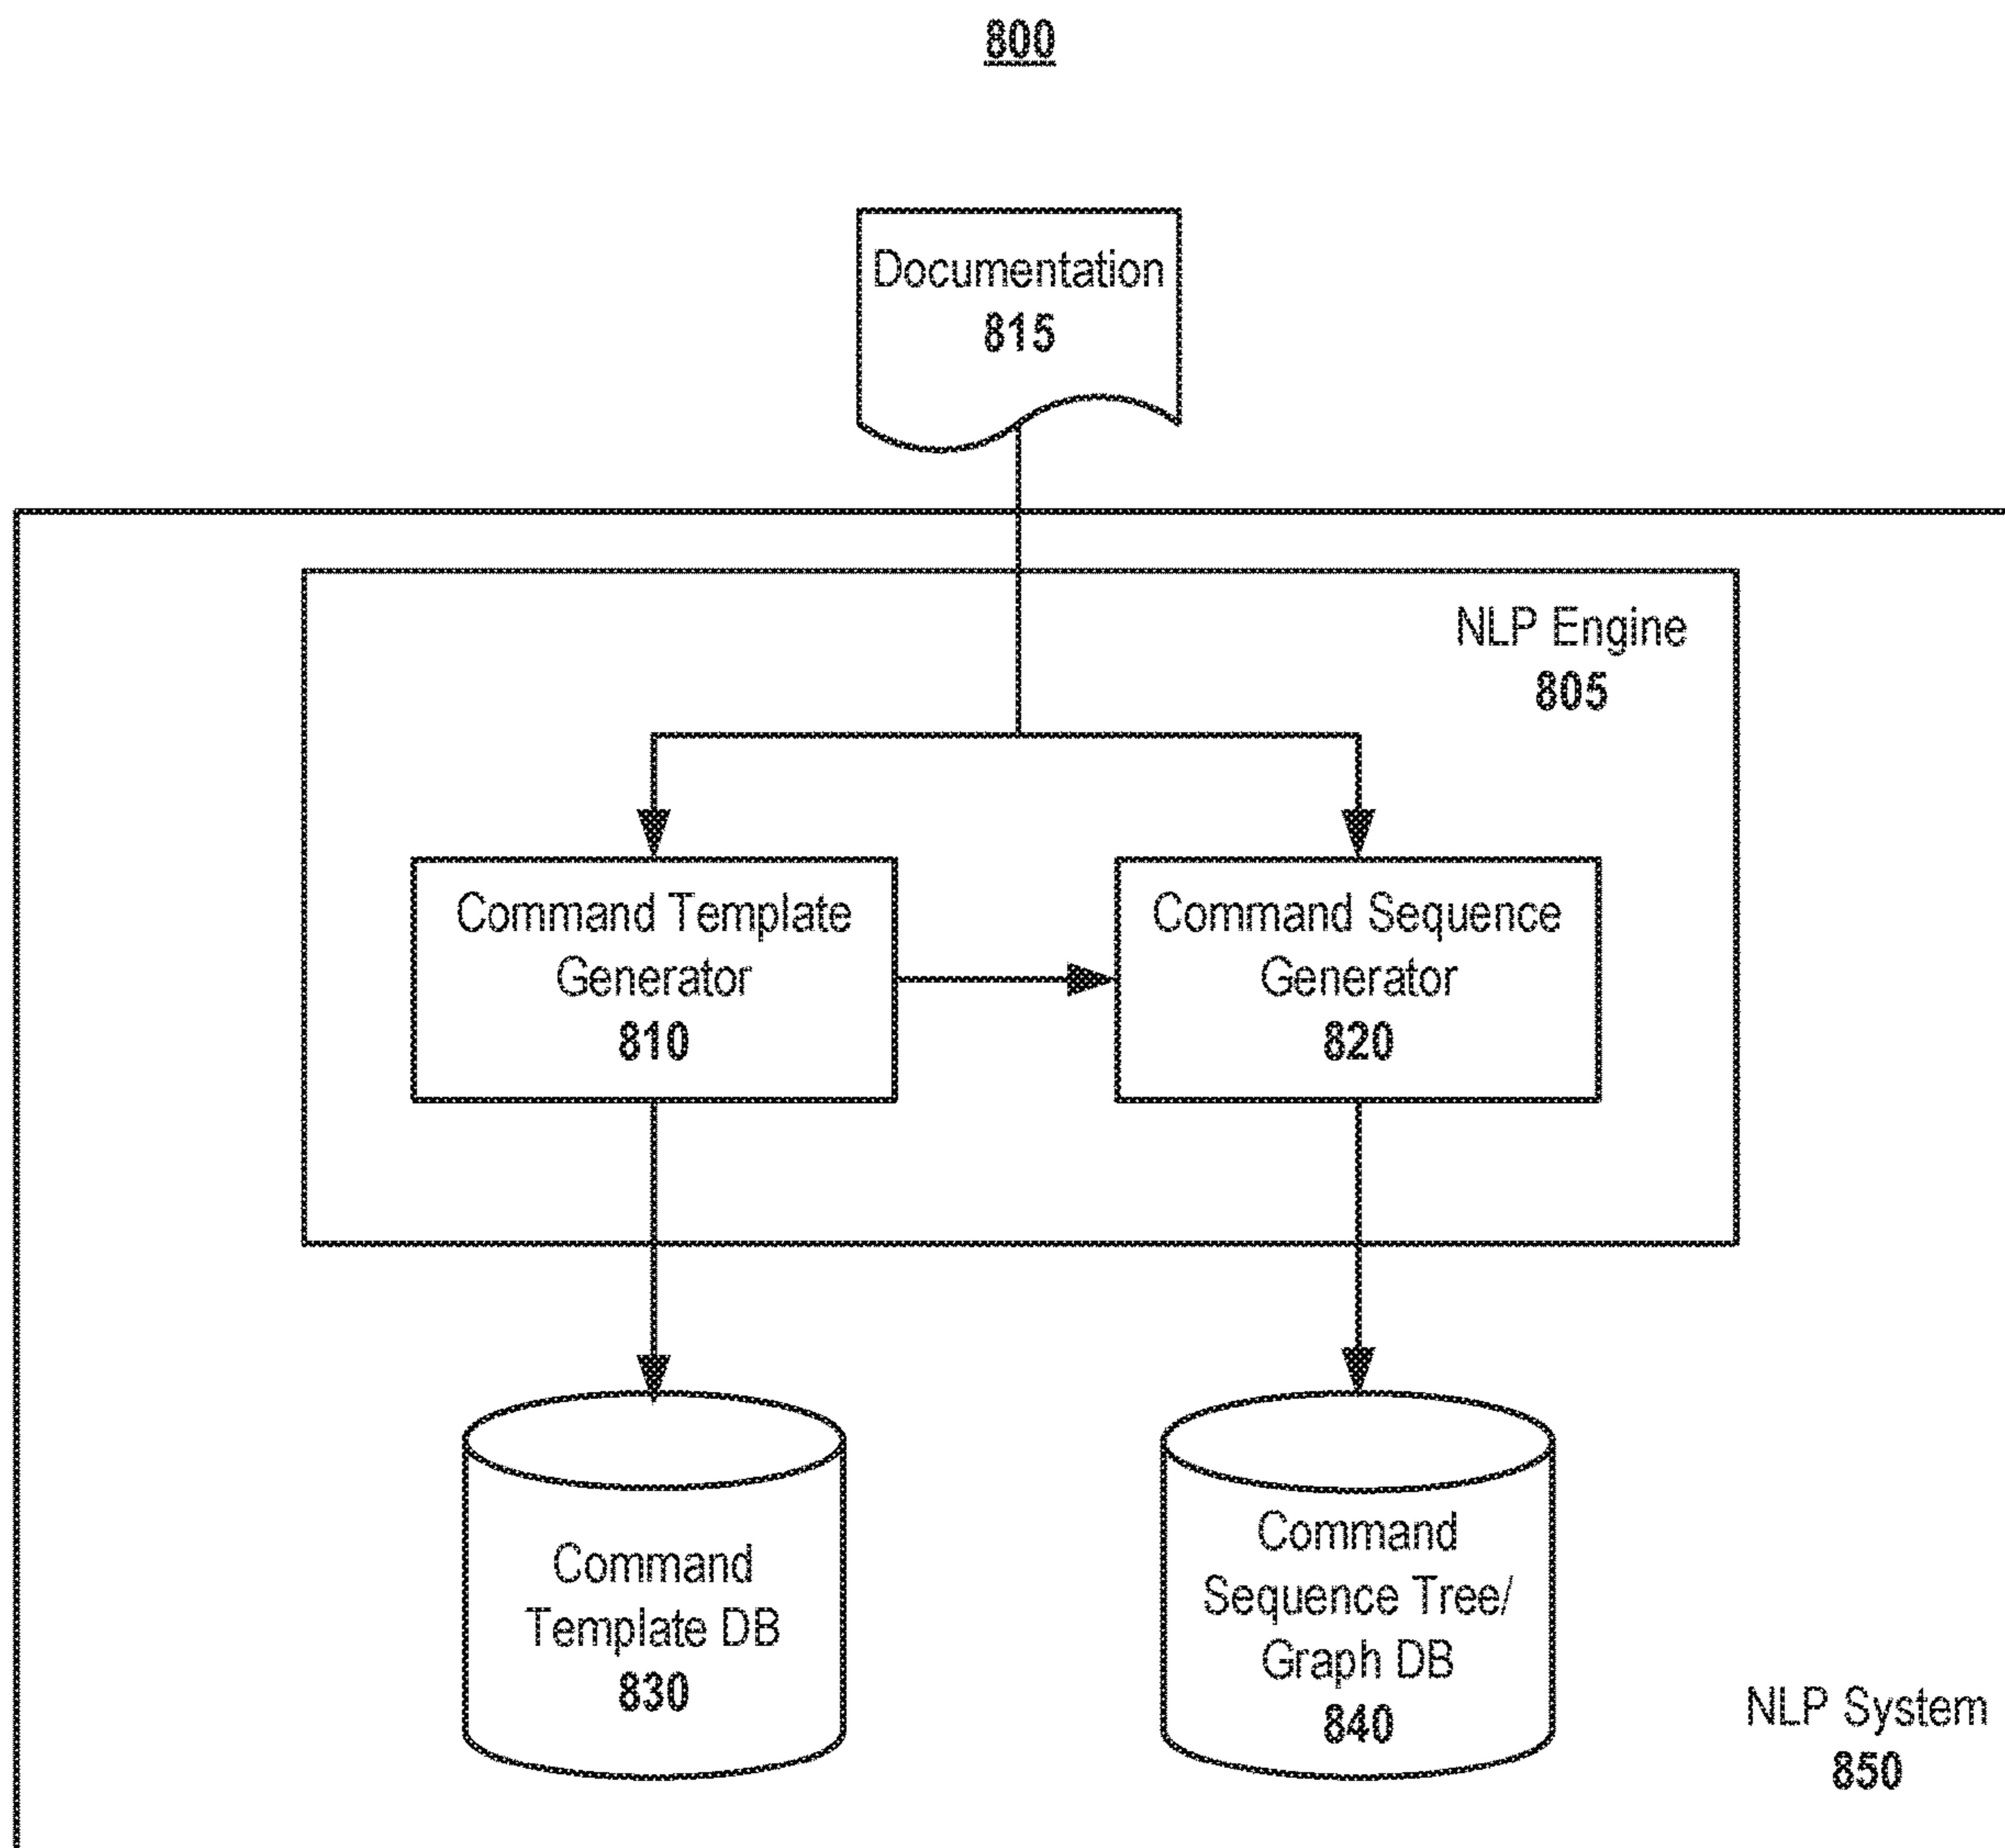 800
Documentation
815
NLP Engine
805
Command Template
Generator
810
Command Sequence
Generator
820
Command
Template DB
830
Command
Sequence Tree/
Graph DB
840
NLP System
850